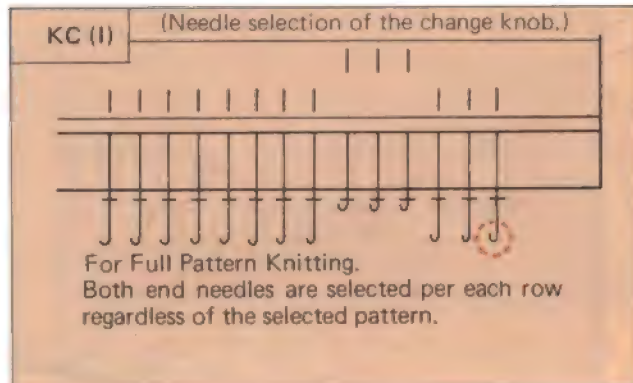 (Needle selection of the change knob.)
KC (I)
For Full Pattern Knitting.
Both end needles are selected per each row
regardless of the selected pattern.